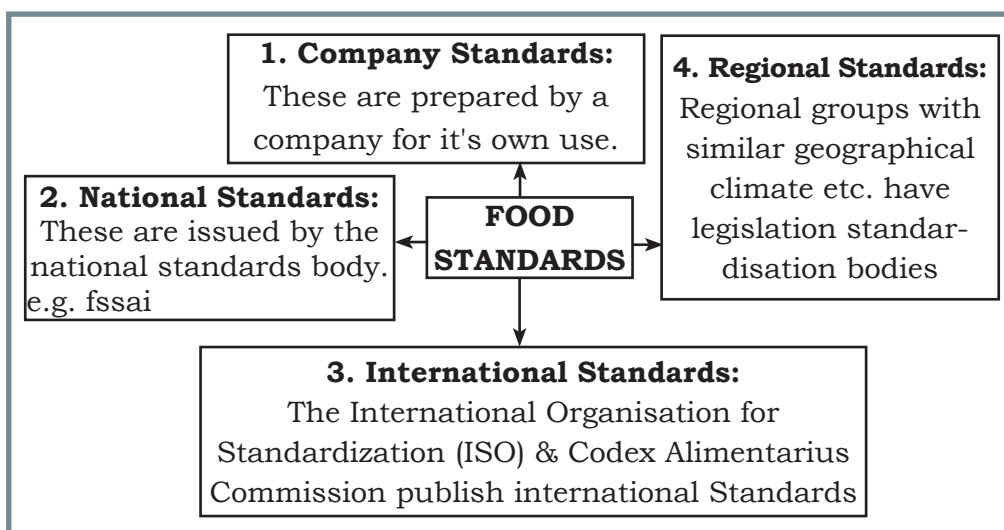 1. Company Standards:
These are prepared by a
company for it's own use.
2. National Standards:
These are issued by the
national standards body.
e.g. fssai
FOOD
STANDARDS
4. Regional Standards:
Regional groups with
similar geographical
climate etc. have
legislation standar-
disation bodies
3. International Standards:
The International Organisation for
Standardization (ISO) & Codex Alimentarius
Commission publish international Standards